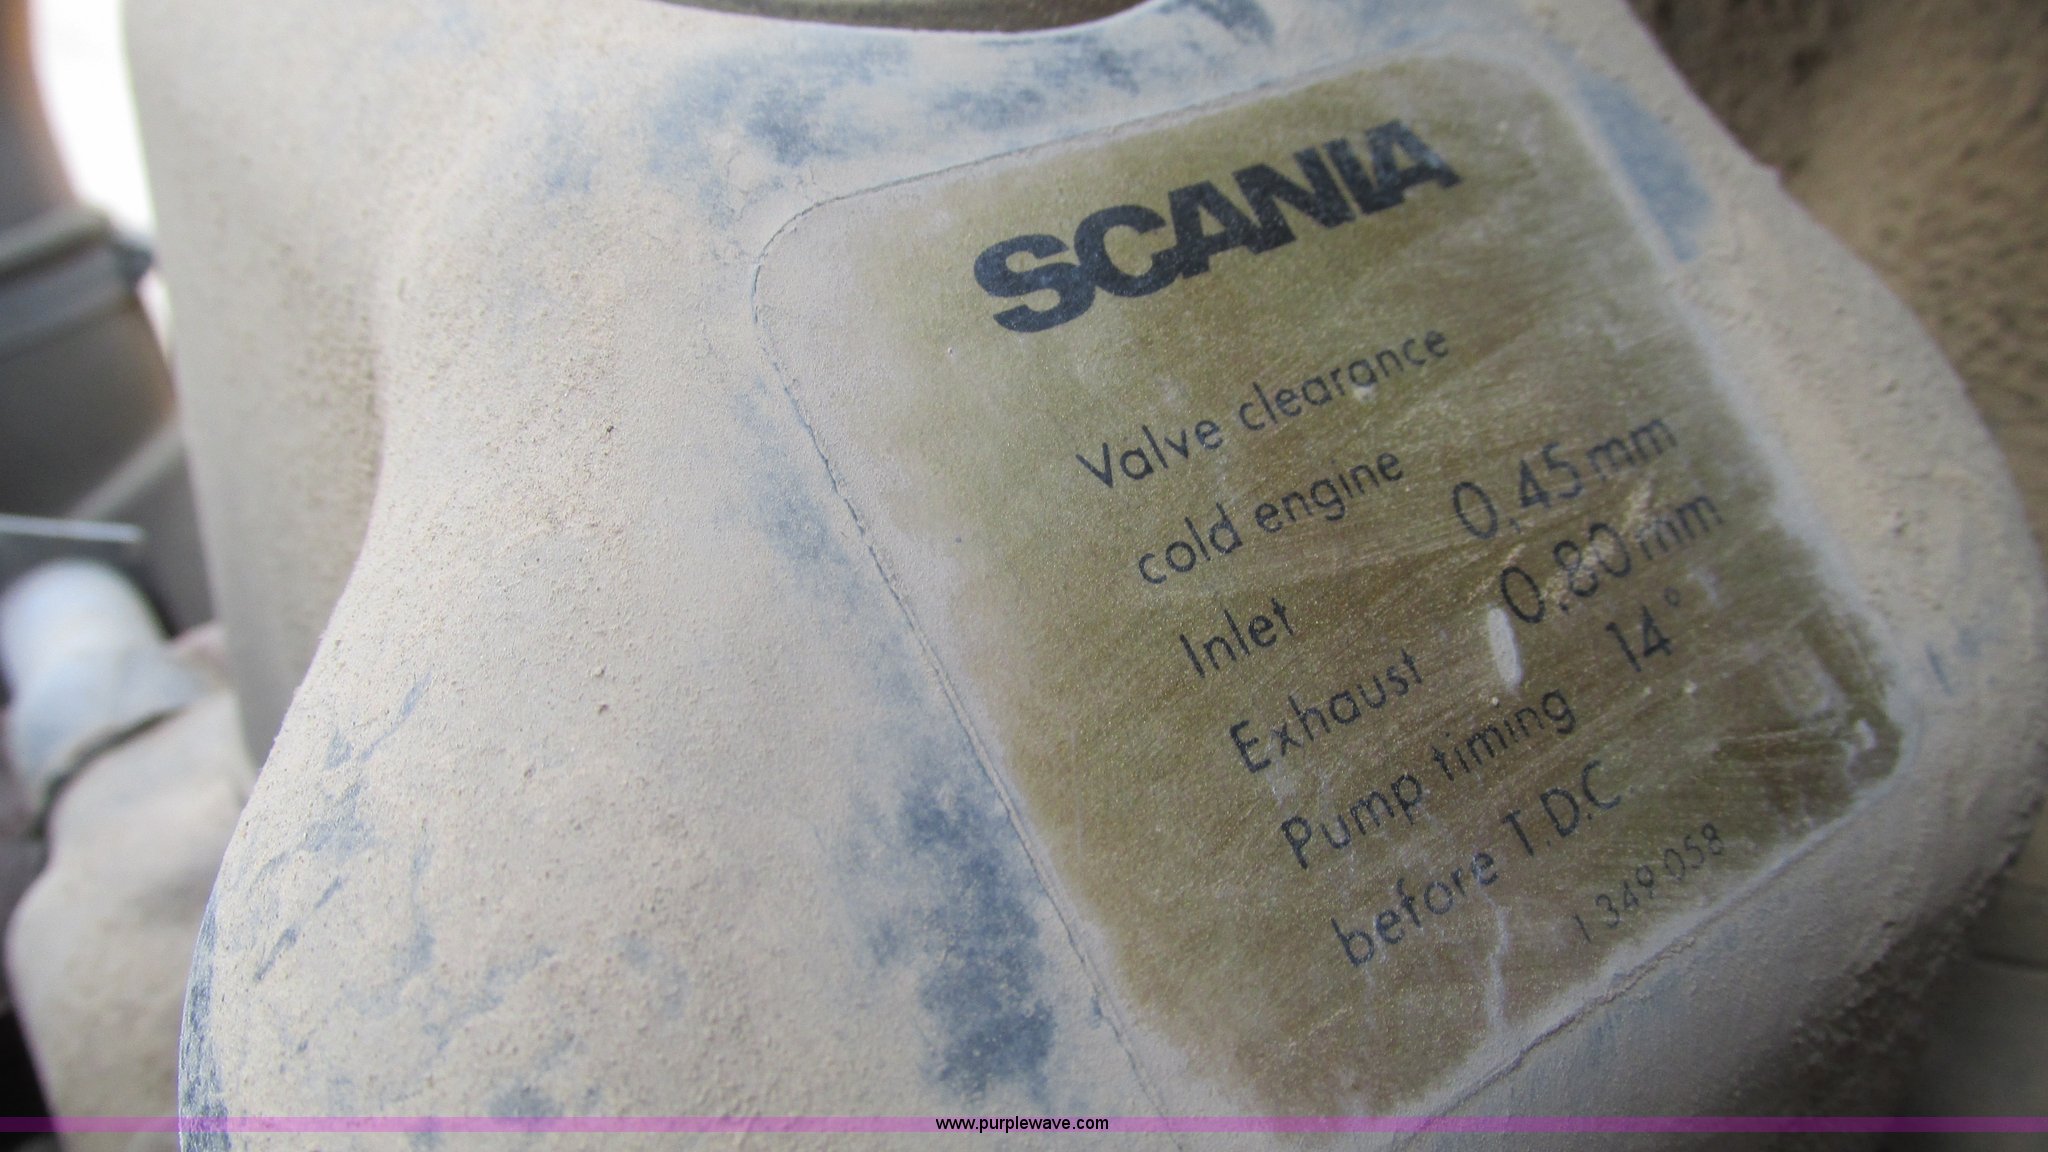 SCANIA
Valve clearance
cold engine
Inlet 0,45 mm
Exhaust 0.80 mm
Pump timing 14°
before T.D.C.
1 349 058
www.purplewave.com